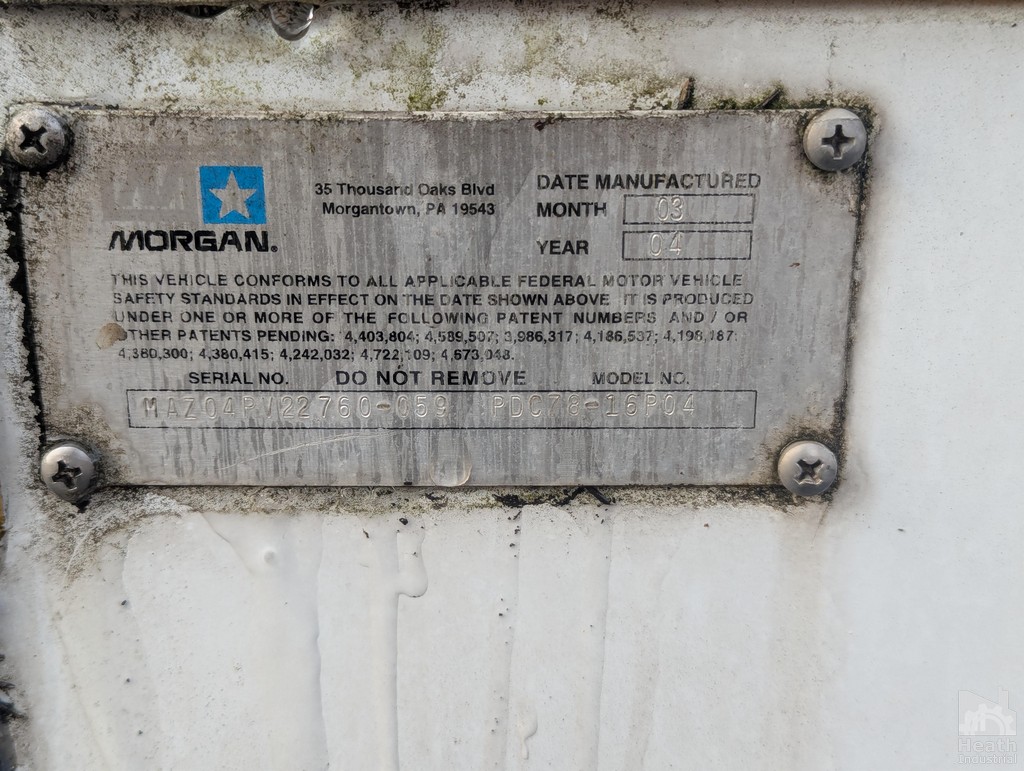 MORGAN®
35 Thousand Oaks Blvd
Morgantown, PA 19543
DATE MANUFACTURED
MONTH 03
YEAR 04
THIS VEHICLE CONFORMS TO ALL APPLICABLE FEDERAL MOTOR VEHICLE
SAFETY STANDARDS IN EFFECT ON THE DATE SHOWN ABOVE IT IS PRODUCED
UNDER ONE OR MORE OF THE FOLLOWING PATENT NUMBERS AND / OR
OTHER PATENTS PENDING: 4,403,804; 4,589,507; 3,986,317; 4,186,537; 4,198,187;
4,380,300; 4,380,415; 4,242,032; 4,722,109; 4,673,048.
SERIAL NO. DO NOT REMOVE MODEL NO.
PDC78-16P04
Heath
Industrial